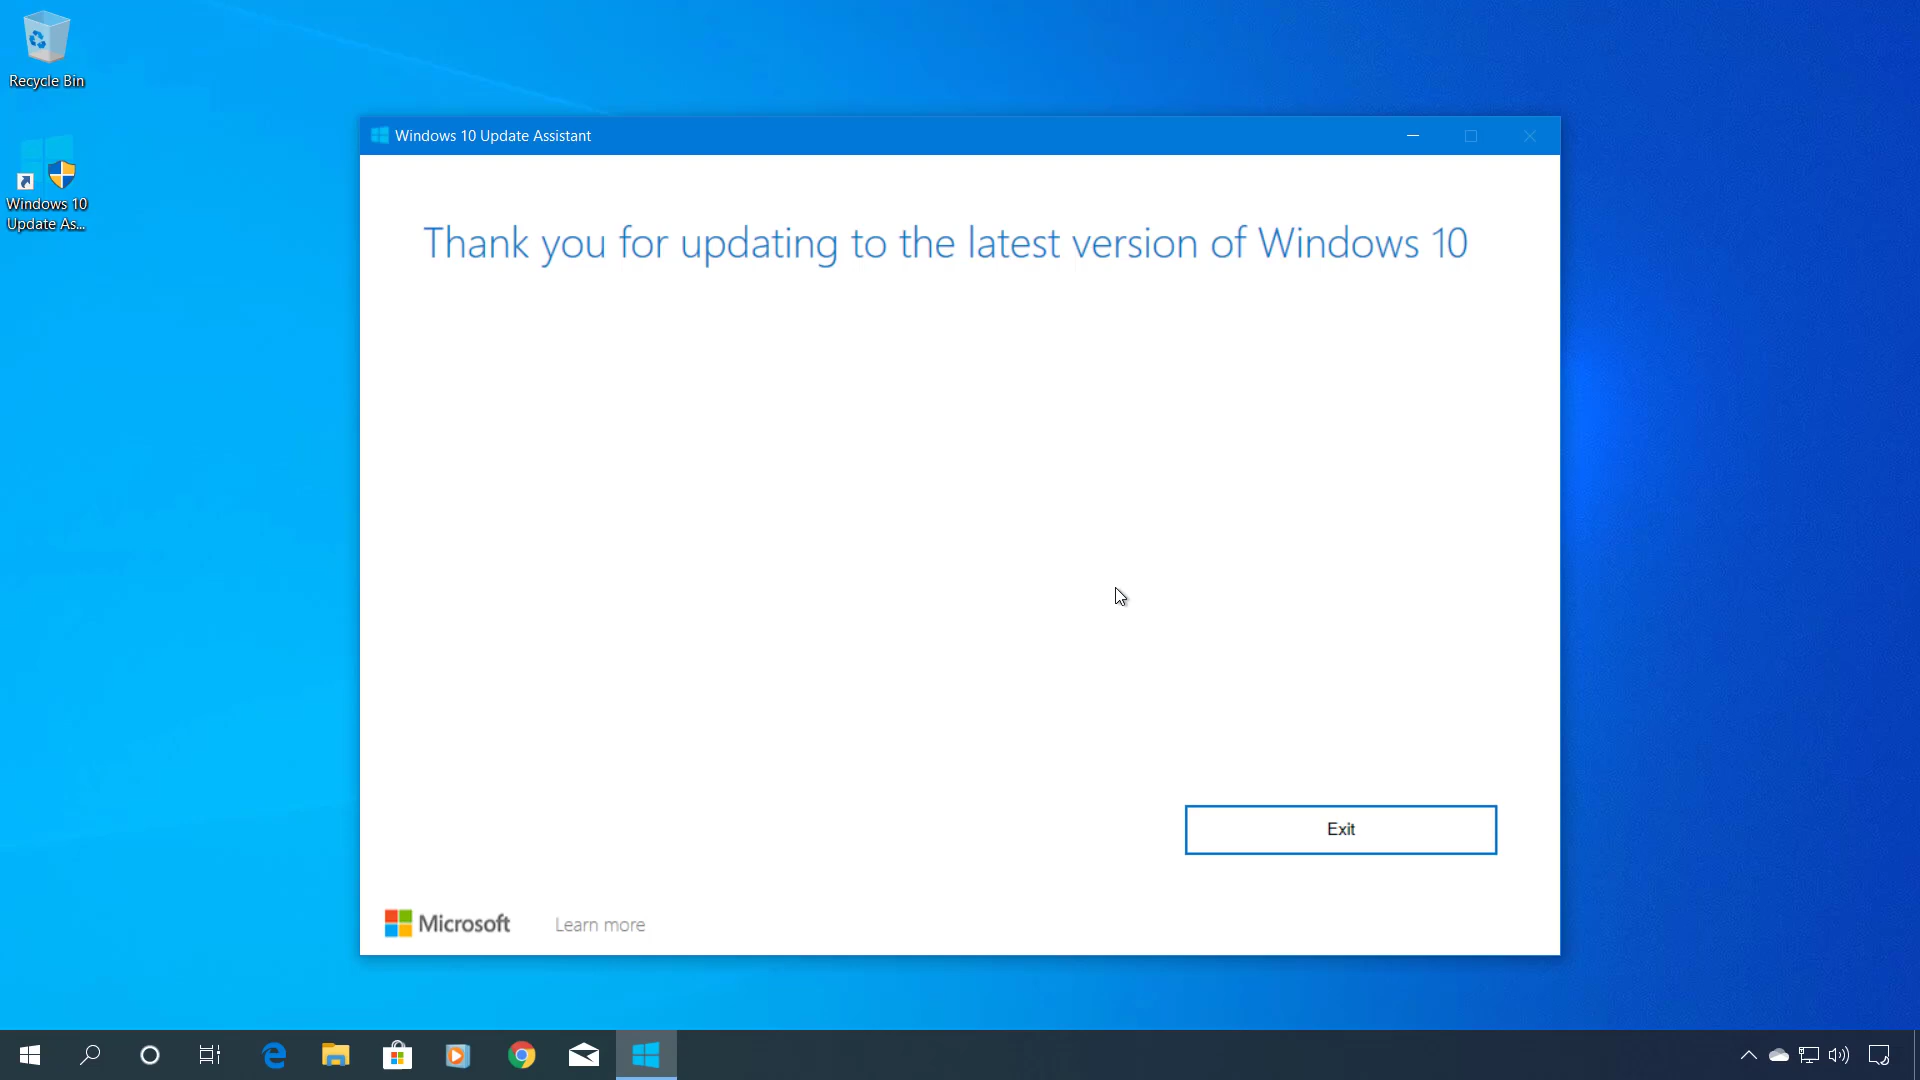 Recycle Bin
Windows 10
Update As...
Windows 10 Update Assistant
Thank you for updating to the latest version of Windows 10
Exit
Microsoft
Learn more